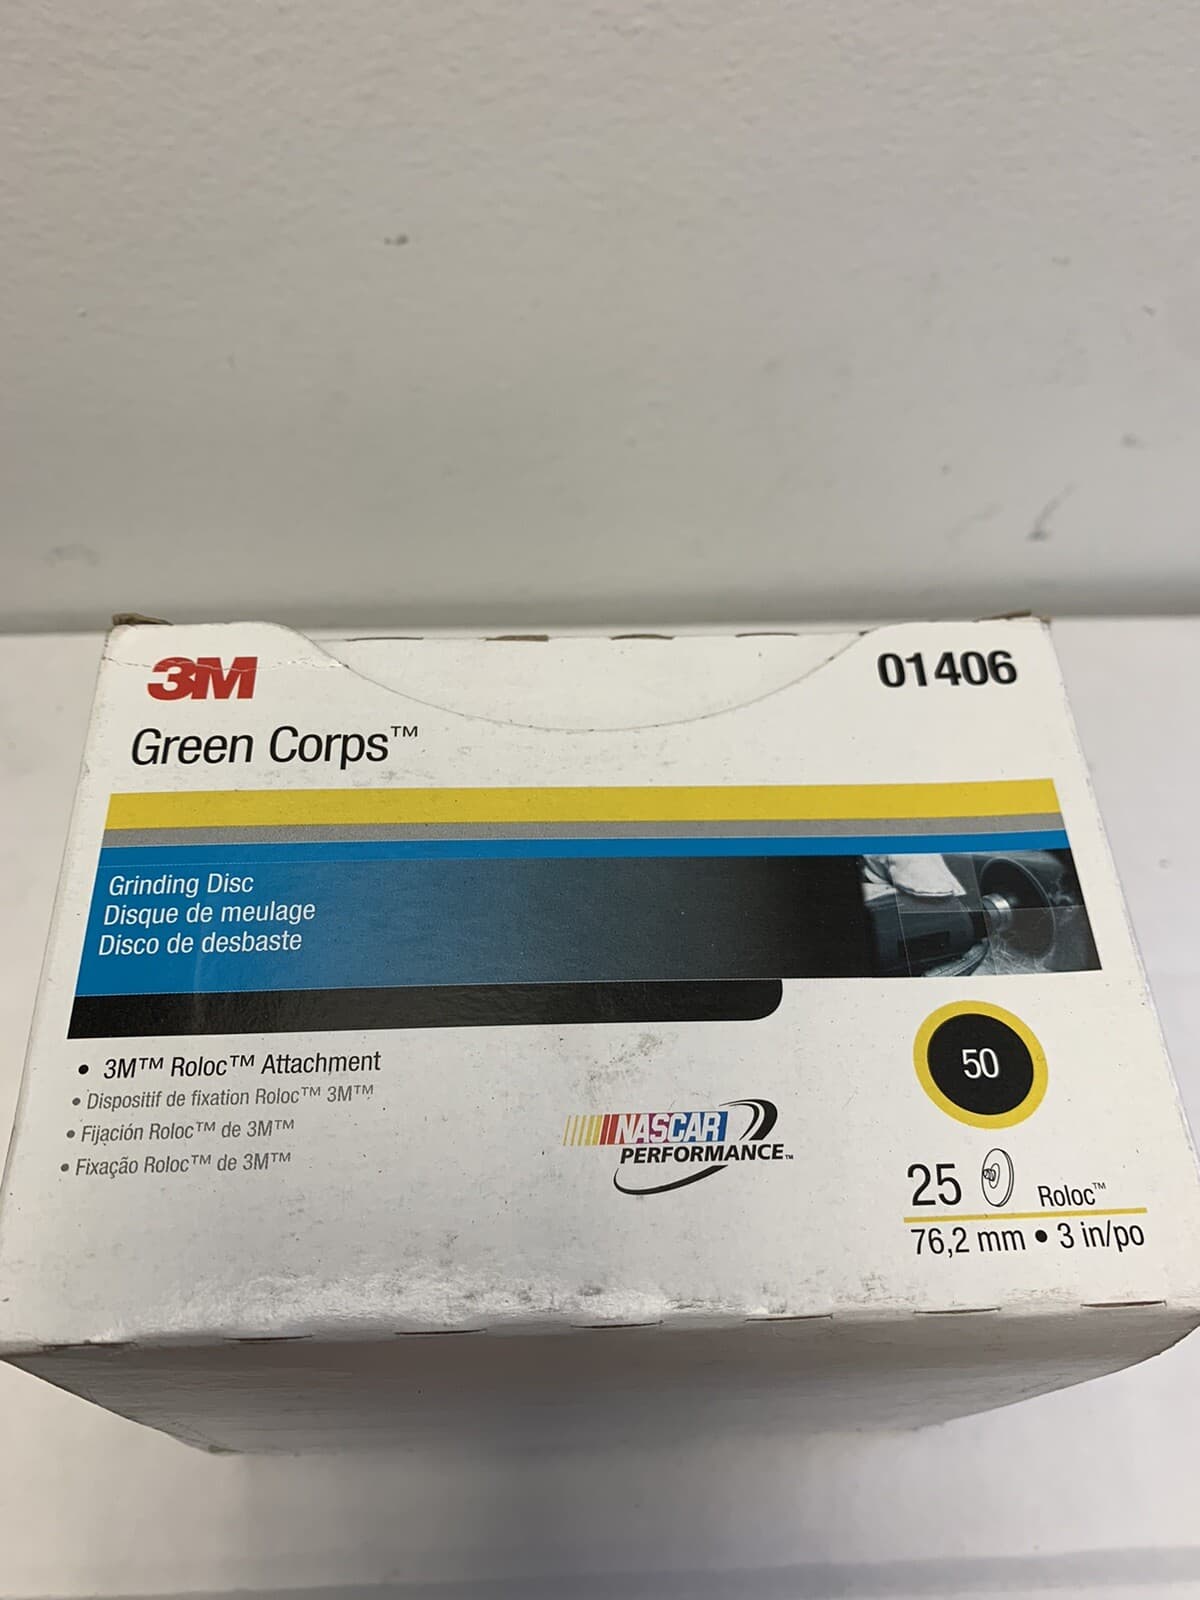 3M
01406
Green Corps™
Grinding Disc
Disque de meulage
Disco de desbaste
• 3M™ Roloc™ Attachment
• Dispositif de fixation Roloc™ 3M™
• Fijación Roloc™ de 3M™
• Fixação Roloc™ de 3M™
NASCAR
PERFORMANCE™
50
25 Roloc™
76,2 mm • 3 in/po